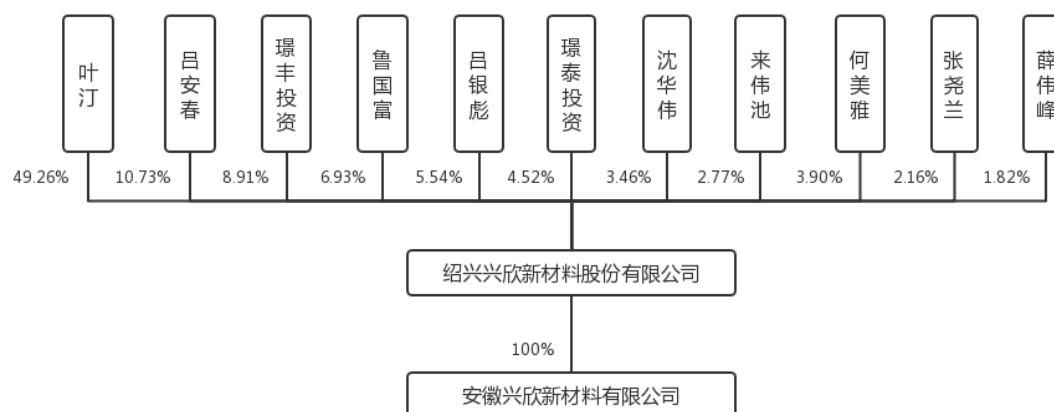 叶汀
吕安春
璟丰投资
鲁国富
吕银彪
璟泰投资
沈华伟
来伟池
何美雅
张尧兰
薛伟峰
49.26%
10.73%
8.91%
6.93%
5.54%
4.52%
3.46%
2.77%
3.90%
2.16%
1.82%
绍兴兴欣新材料股份有限公司
100%
安徽兴欣新材料有限公司